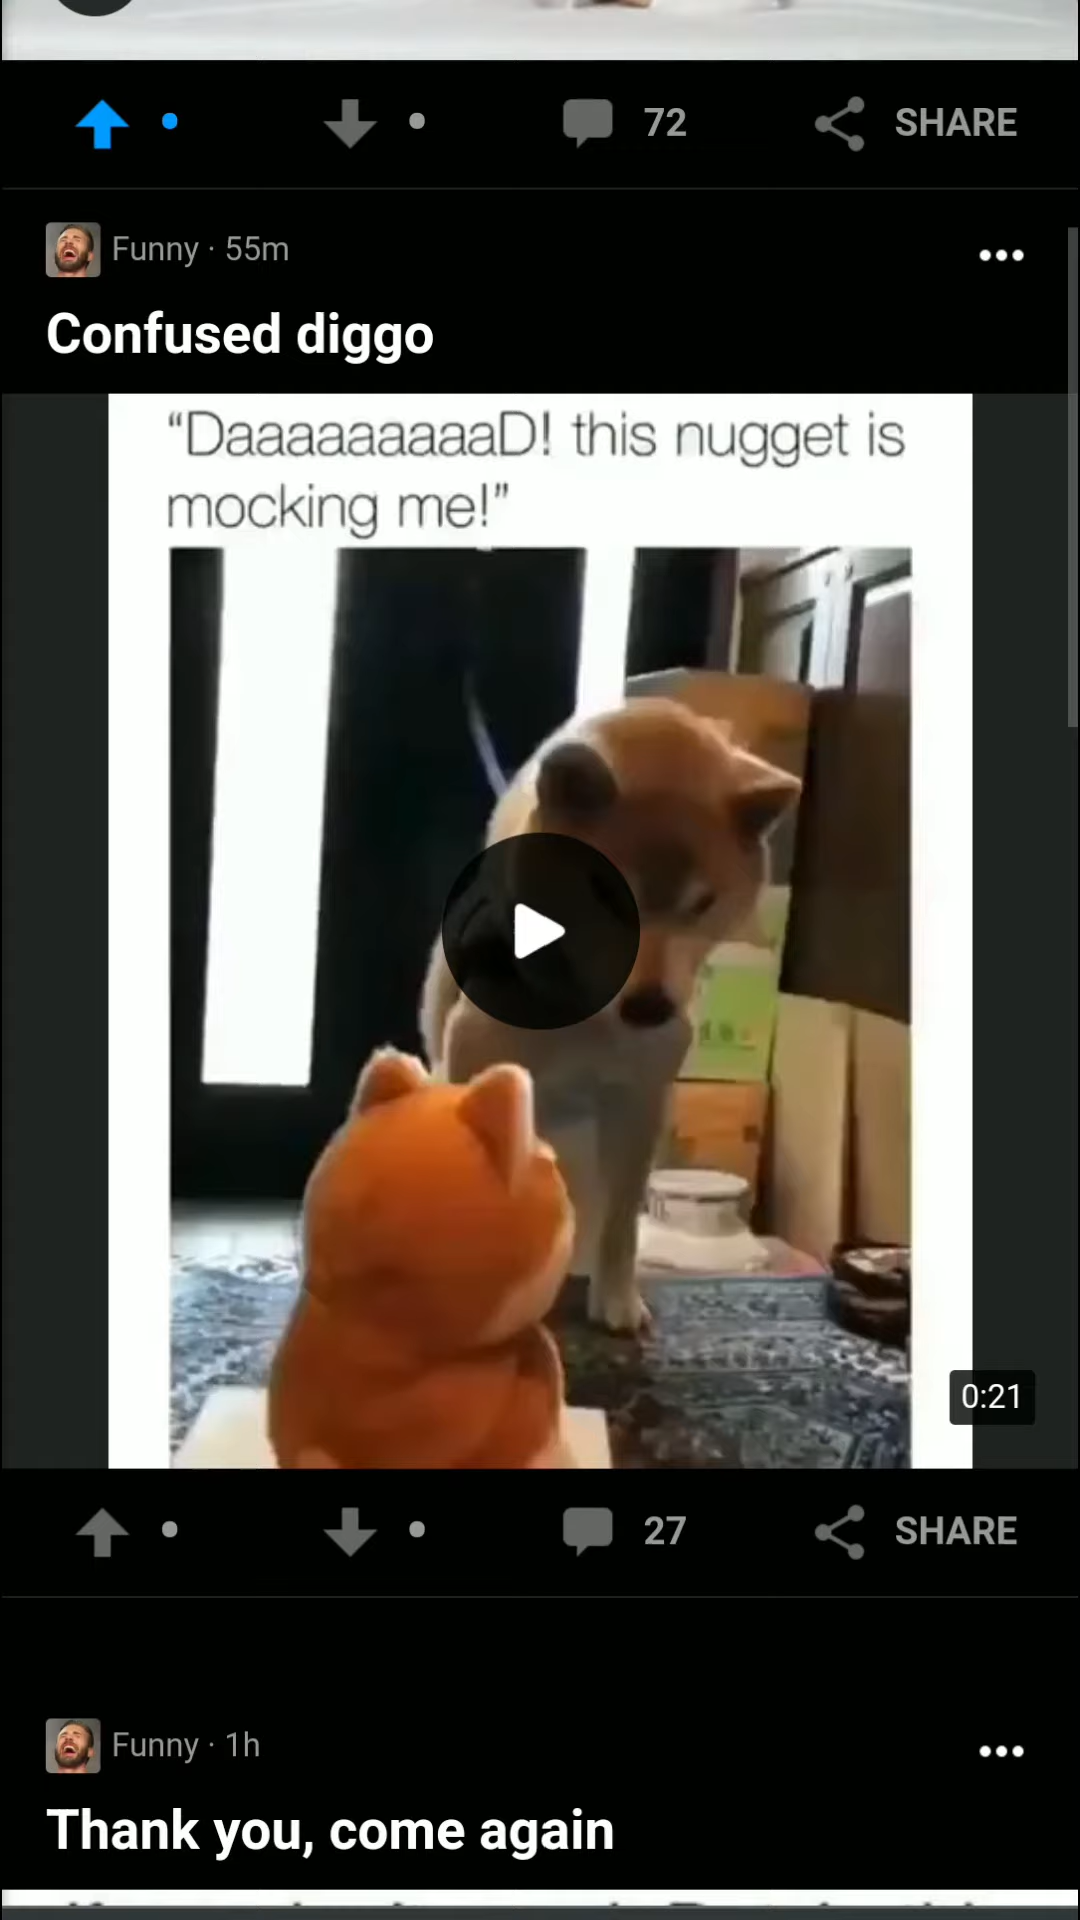 72
SHARE
Funny · 55m
Confused diggo
“DaaaaaaaaaD! this nugget is
mocking me!”
0:21
27
SHARE
Funny · 1h
Thank you, come again